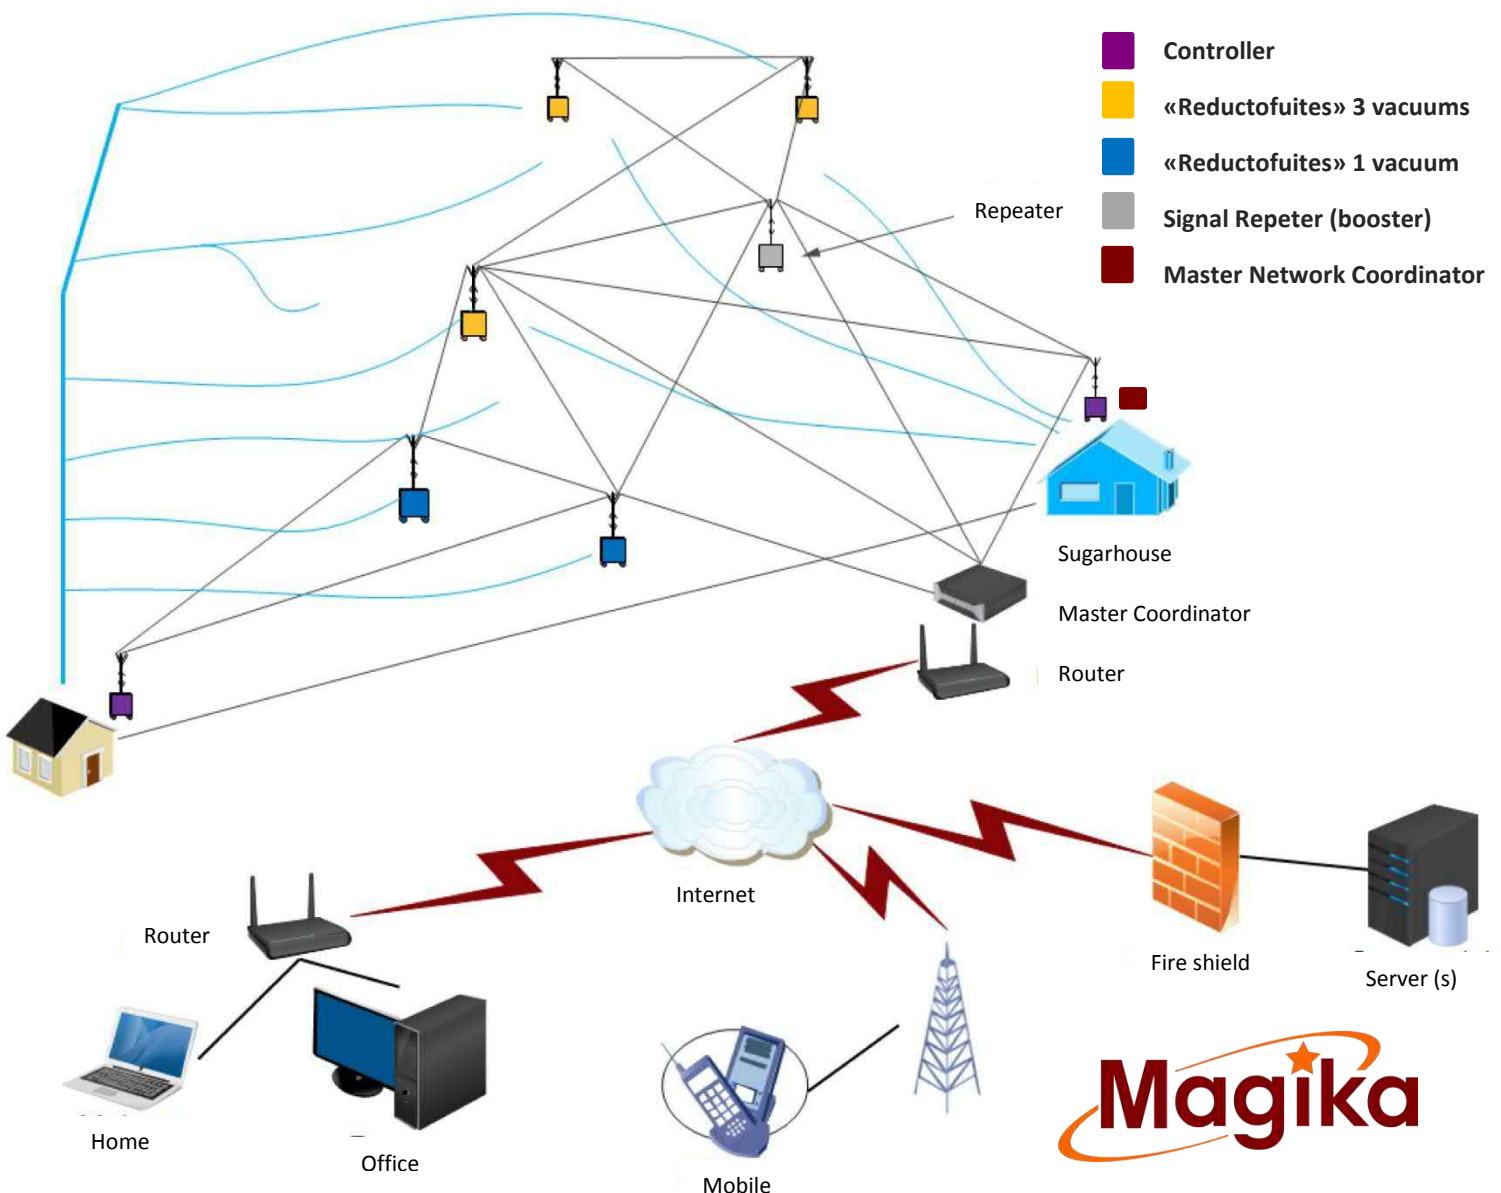 Controller
«Reductofuites» 3 vacuums
«Reductofuites» 1 vacuum
Repeater
Signal Repeter (booster)
Master Network Coordinator
Sugarhouse
Master Coordinator
Router
Internet
Router
Fire shield
Server (s)
Home
Office
Mobile
Magika